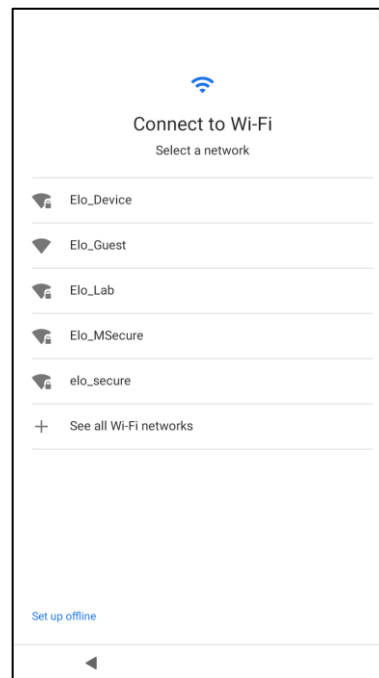 Connect to Wi-Fi
Select a network
Elo_Device
Elo_Guest
Elo_Lab
Elo_MSecure
elo_secure
See all Wi-Fi networks
Set up offline